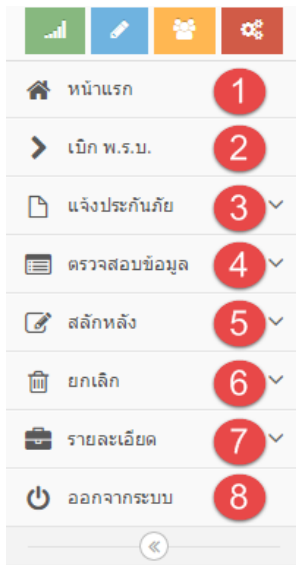 หน้าแรก 1
เบิก พ.ร.บ. 2
แจ้งประกันภัย 3
ตรวจสอบข้อมูล 4
สลักหลัง 5
ยกเลิก 6
รายละเอียด 7
ออกจากระบบ 8